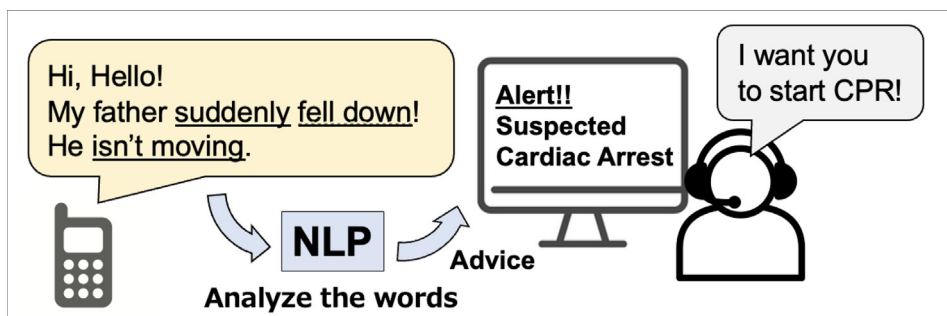 Hi, Hello!
My father suddenly fell down!
He isn't moving.
NLP
Analyze the words
Advice
Alert!!
Suspected
Cardiac Arrest
I want you
to start CPR!